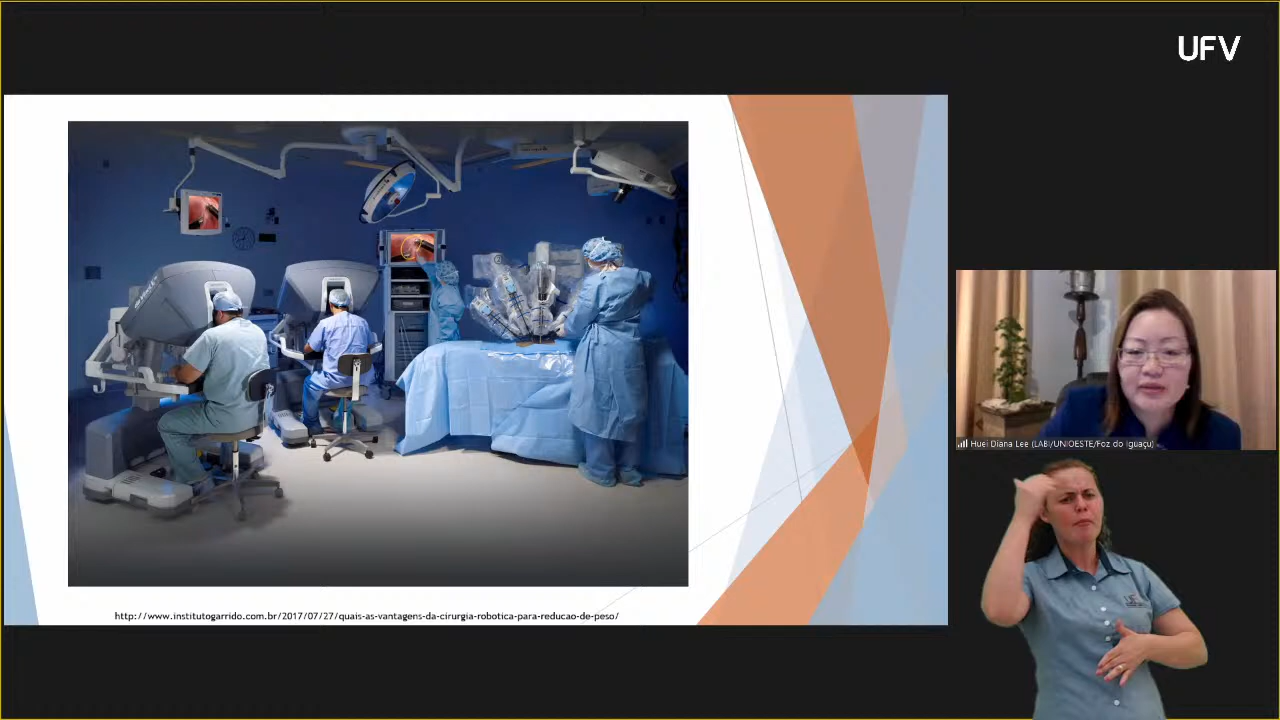 UFV
Huei Diana Lee (LABI/UNIOESTE/Foz do Iguaçu)
http://www.institutogarrido.com.br/2017/07/27/quais-as-vantagens-da-cirurgia-robotica-para-reducao-de-peso/